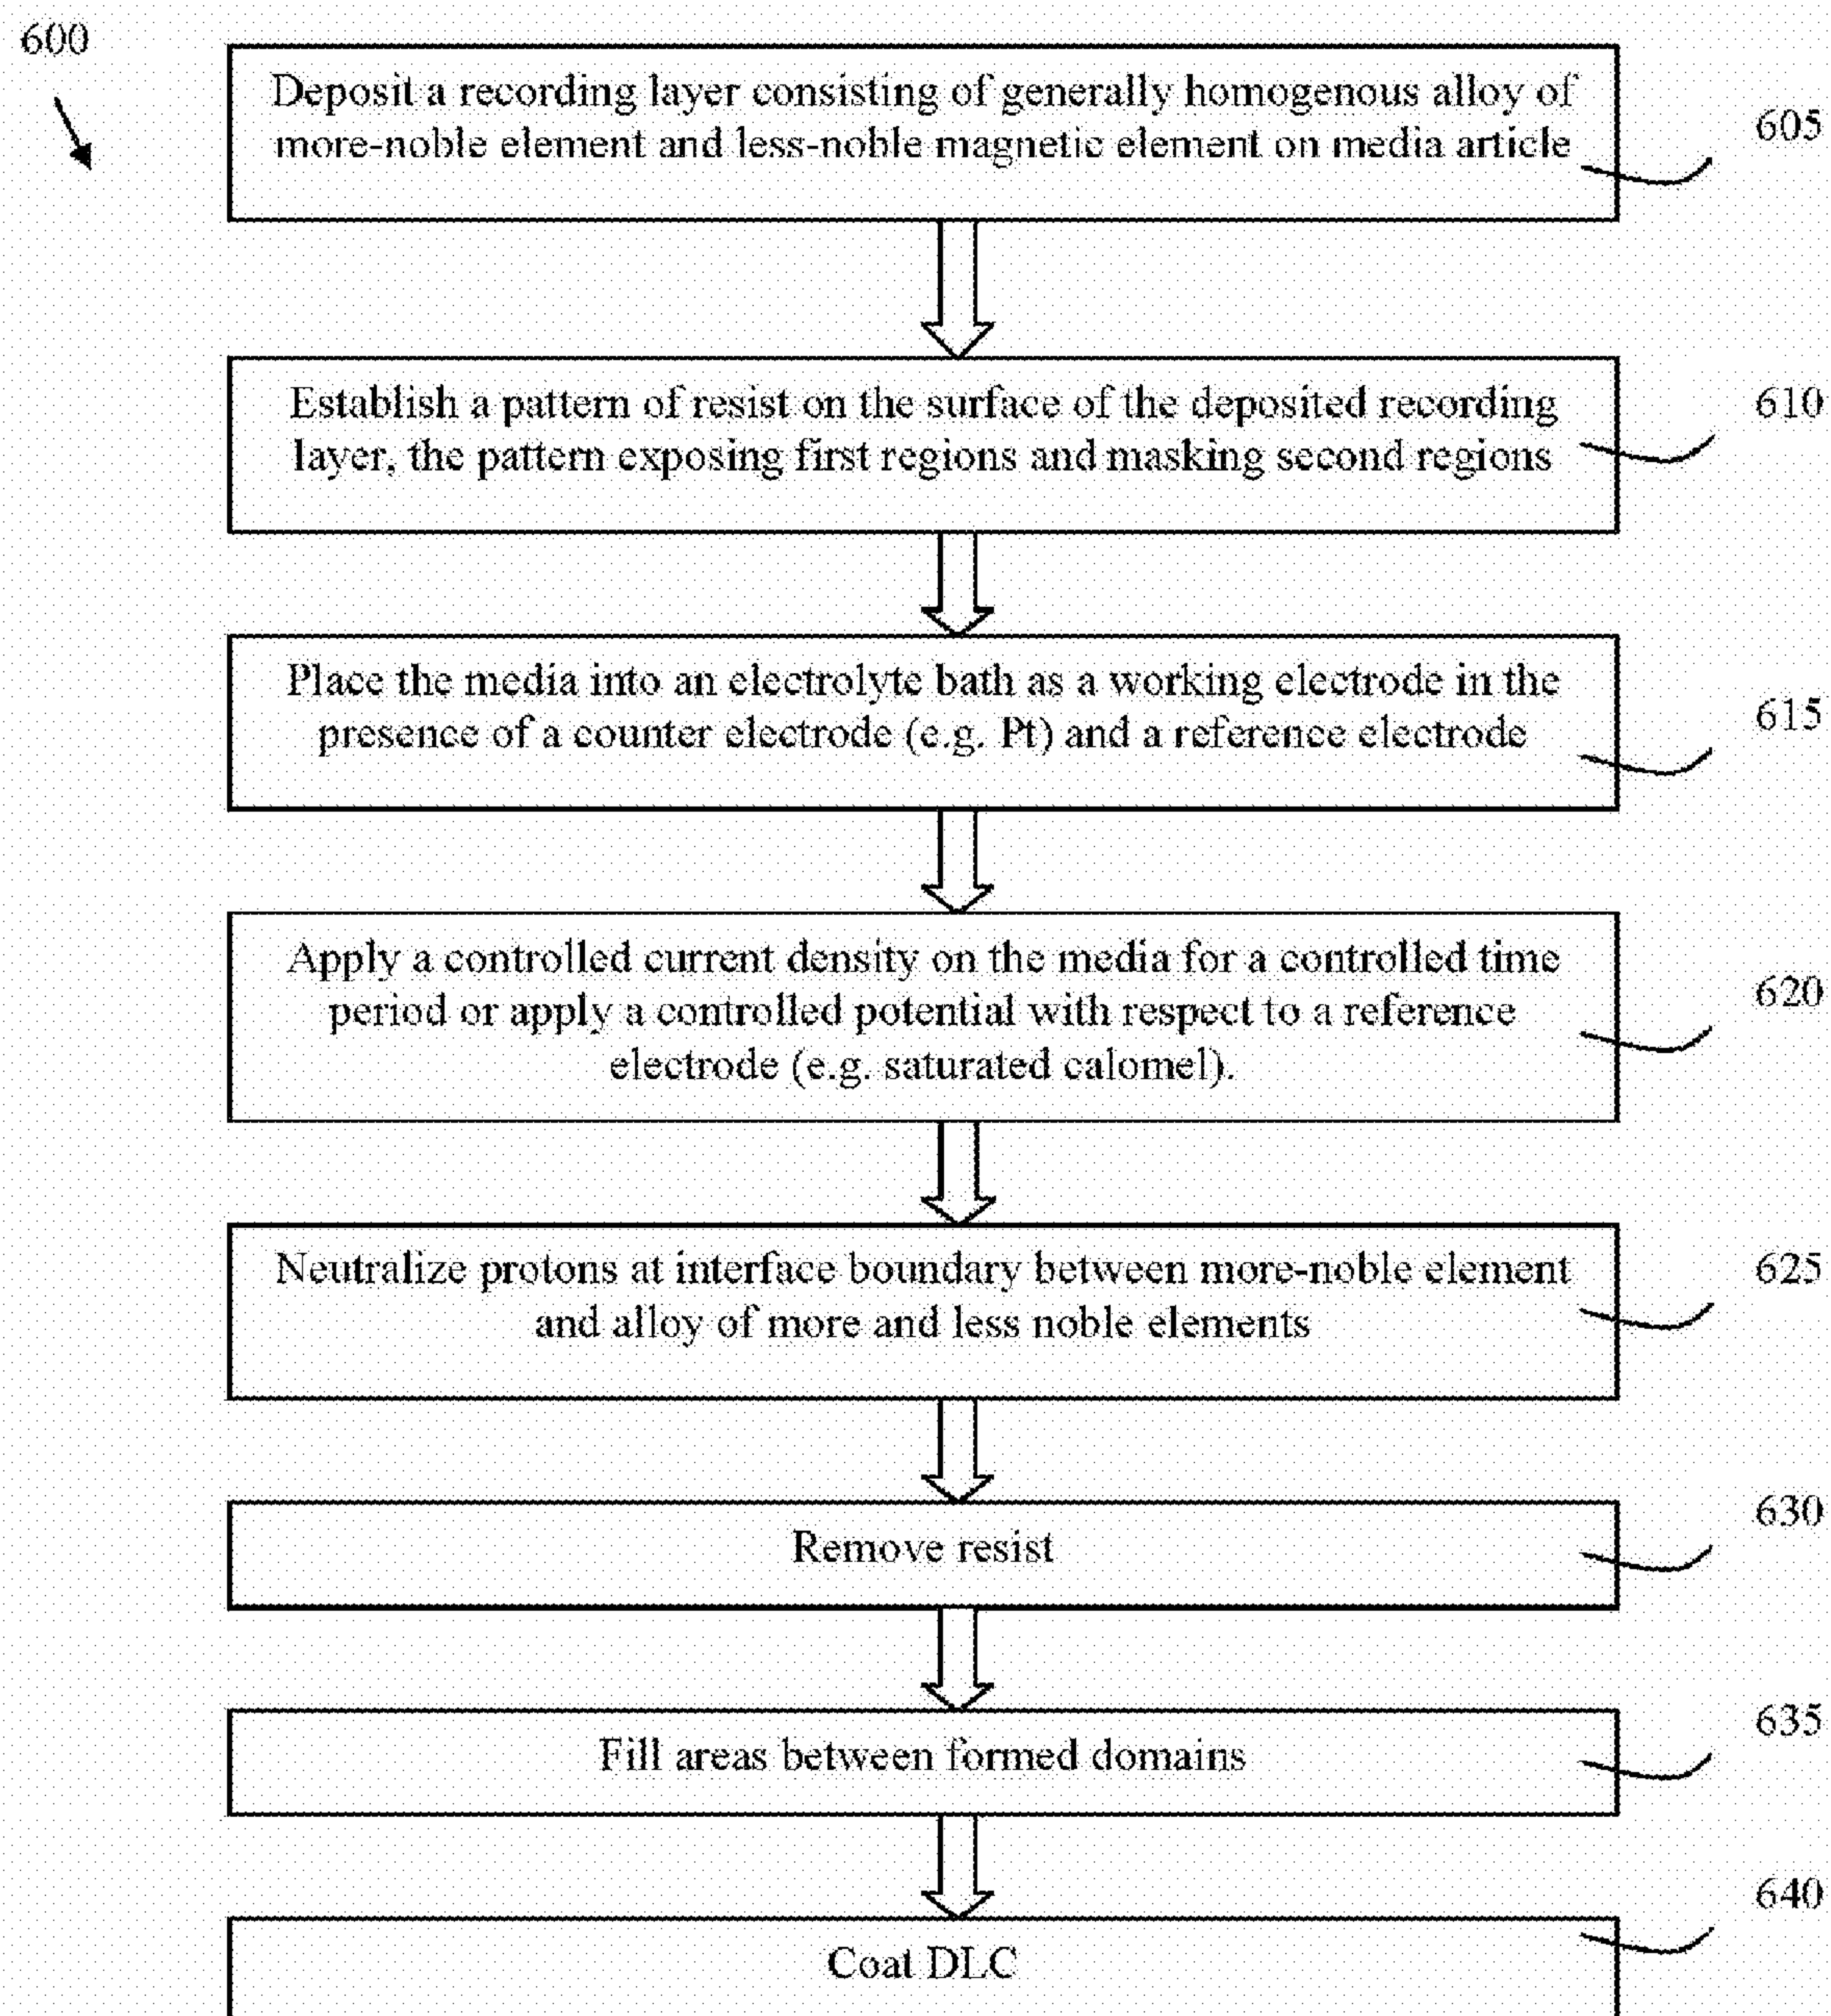 600
Deposit a recording layer consisting of generally homogenous alloy of
more-noble element and less-noble magnetic element on media article
605
Establish a pattern of resist on the surface of the deposited recording
layer, the pattern exposing first regions and masking second regions
610
Place the media into an electrolyte bath as a working electrode in the
presence of a counter electrode (e.g. Pt) and a reference electrode
615
Apply a controlled current density on the media for a controlled time
period or apply a controlled potential with respect to a reference
electrode (e.g. saturated calomel).
620
Neutralize protons at interface boundary between more-noble element
and alloy of more and less noble elements
625
Remove resist
630
Fill areas between formed domains
635
Coat DLC
640